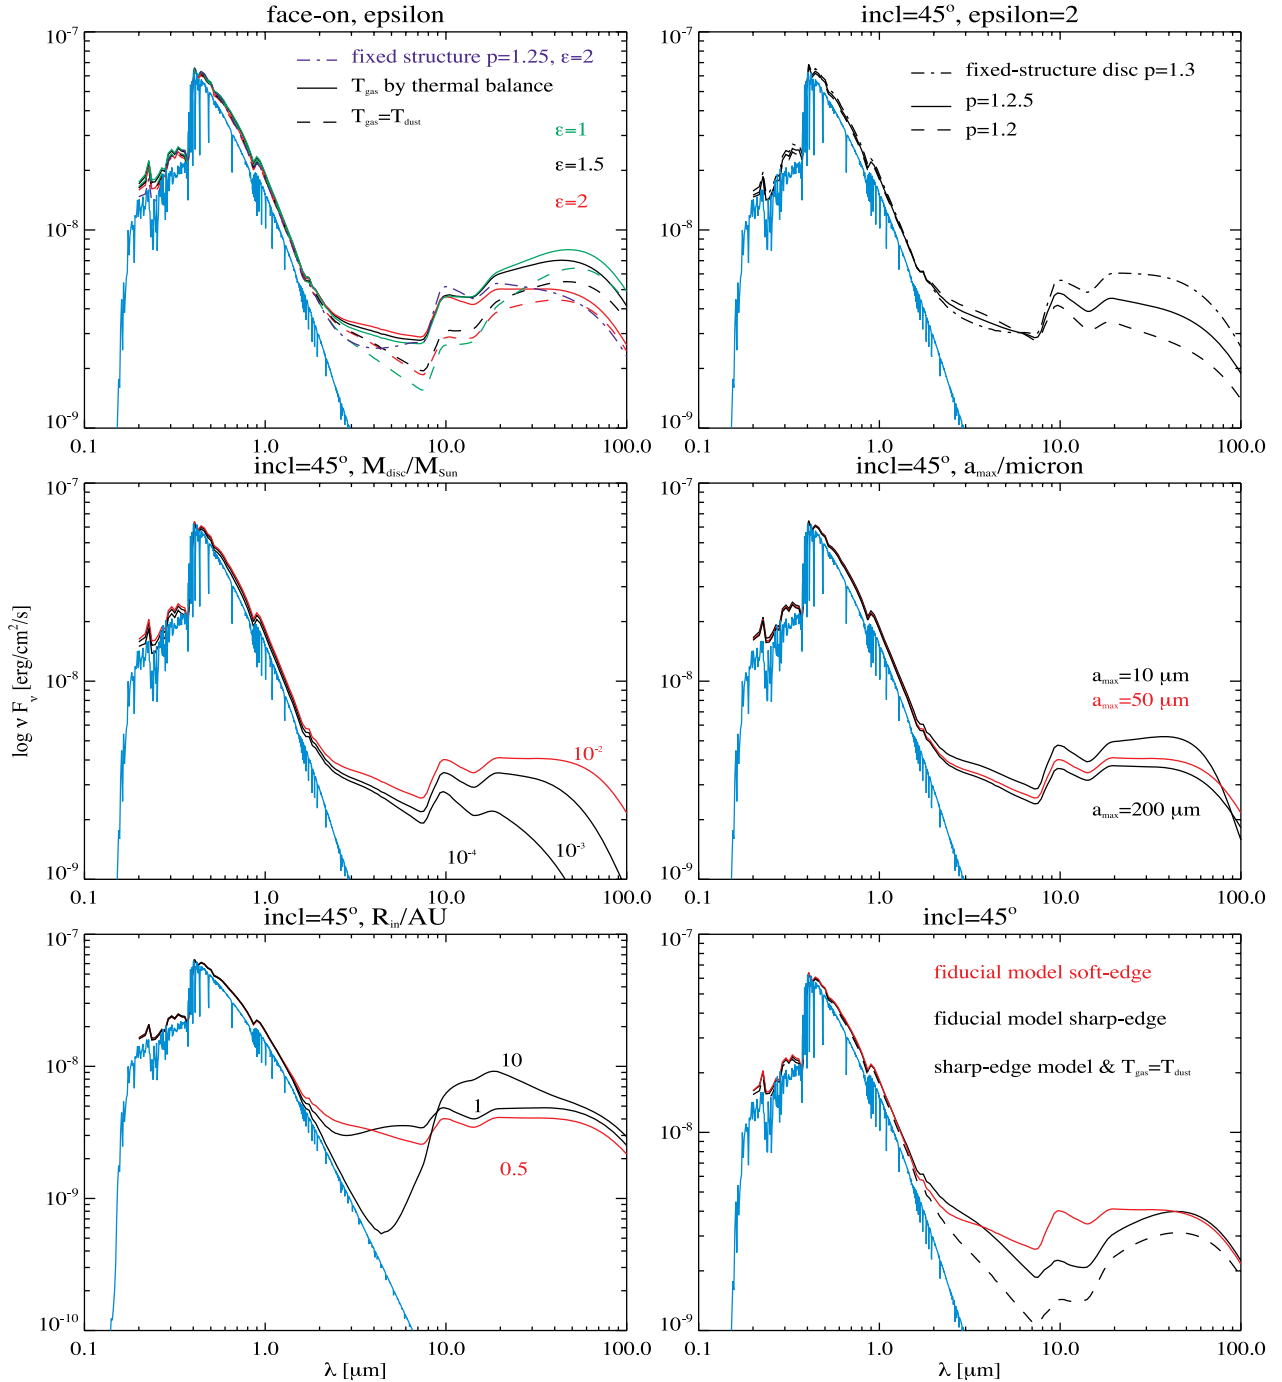 face-on, epsilon
10⁻⁷
fixed structure p=1.25, ε=2
T_gas by thermal balance
T_gas=T_dust
ε=1
ε=1.5
ε=2
10⁻⁸
10⁻⁹
0.1 1.0 10.0 100.0
incl=45°, epsilon=2
10⁻⁷
fixed-structure disc p=1.3
p=1.2.5
p=1.2
10⁻⁸
10⁻⁹
0.1 1.0 10.0 100.0
incl=45°, M_disc/M_Sun
10⁻⁷
10⁻⁸
10⁻²
10⁻³
10⁻⁴
10⁻⁹
0.1 1.0 10.0 100.0
log ν F_ν [erg/cm²/s]
incl=45°, a_max/micron
10⁻⁷
a_max=10 μm
a_max=50 μm
10⁻⁸
a_max=200 μm
10⁻⁹
0.1 1.0 10.0 100.0
incl=45°, R_in/AU
10⁻⁷
10⁻⁸
10
1
0.5
10⁻⁹
10⁻¹⁰
0.1 1.0 10.0 100.0
λ [μm]
incl=45°
10⁻⁷
fiducial model soft-edge
fiducial model sharp-edge
sharp-edge model & T_gas=T_dust
10⁻⁸
10⁻⁹
0.1 1.0 10.0 100.0
λ [μm]